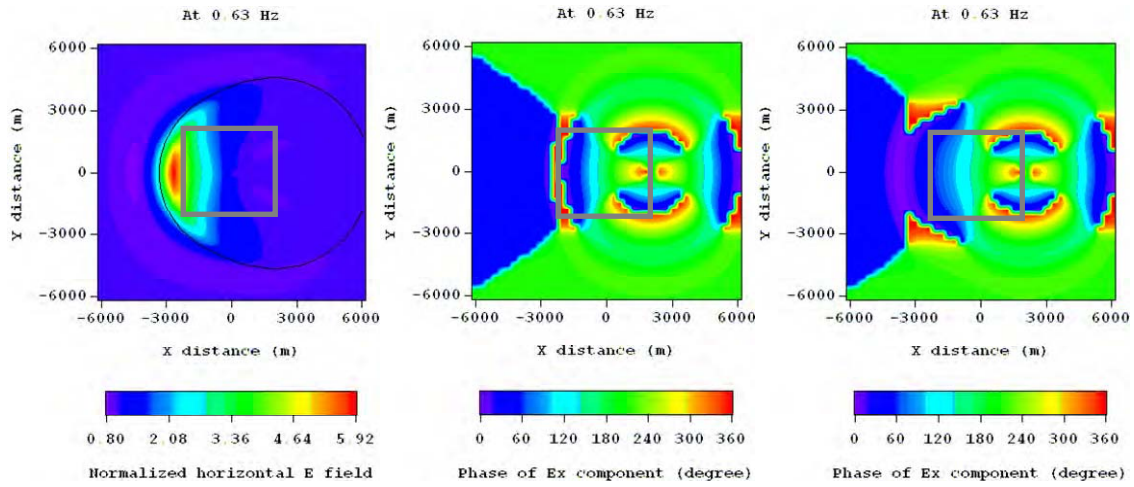 At 0.63 Hz
6000
3000
0
-3000
-6000
Y distance (m)
-6000 -3000 0 3000 6000
X distance (m)
0.80 2.08 3.36 4.64 5.92
Normalized horizontal E field
At 0.63 Hz
6000
3000
0
-3000
-6000
Y distance (m)
-6000 -3000 0 3000 6000
X distance (m)
0 60 120 180 240 300 360
Phase of Ex component (degree)
At 0.63 Hz
6000
3000
0
-3000
-6000
Y distance (m)
-6000 -3000 0 3000 6000
X distance (m)
0 60 120 180 240 300 360
Phase of Ex component (degree)